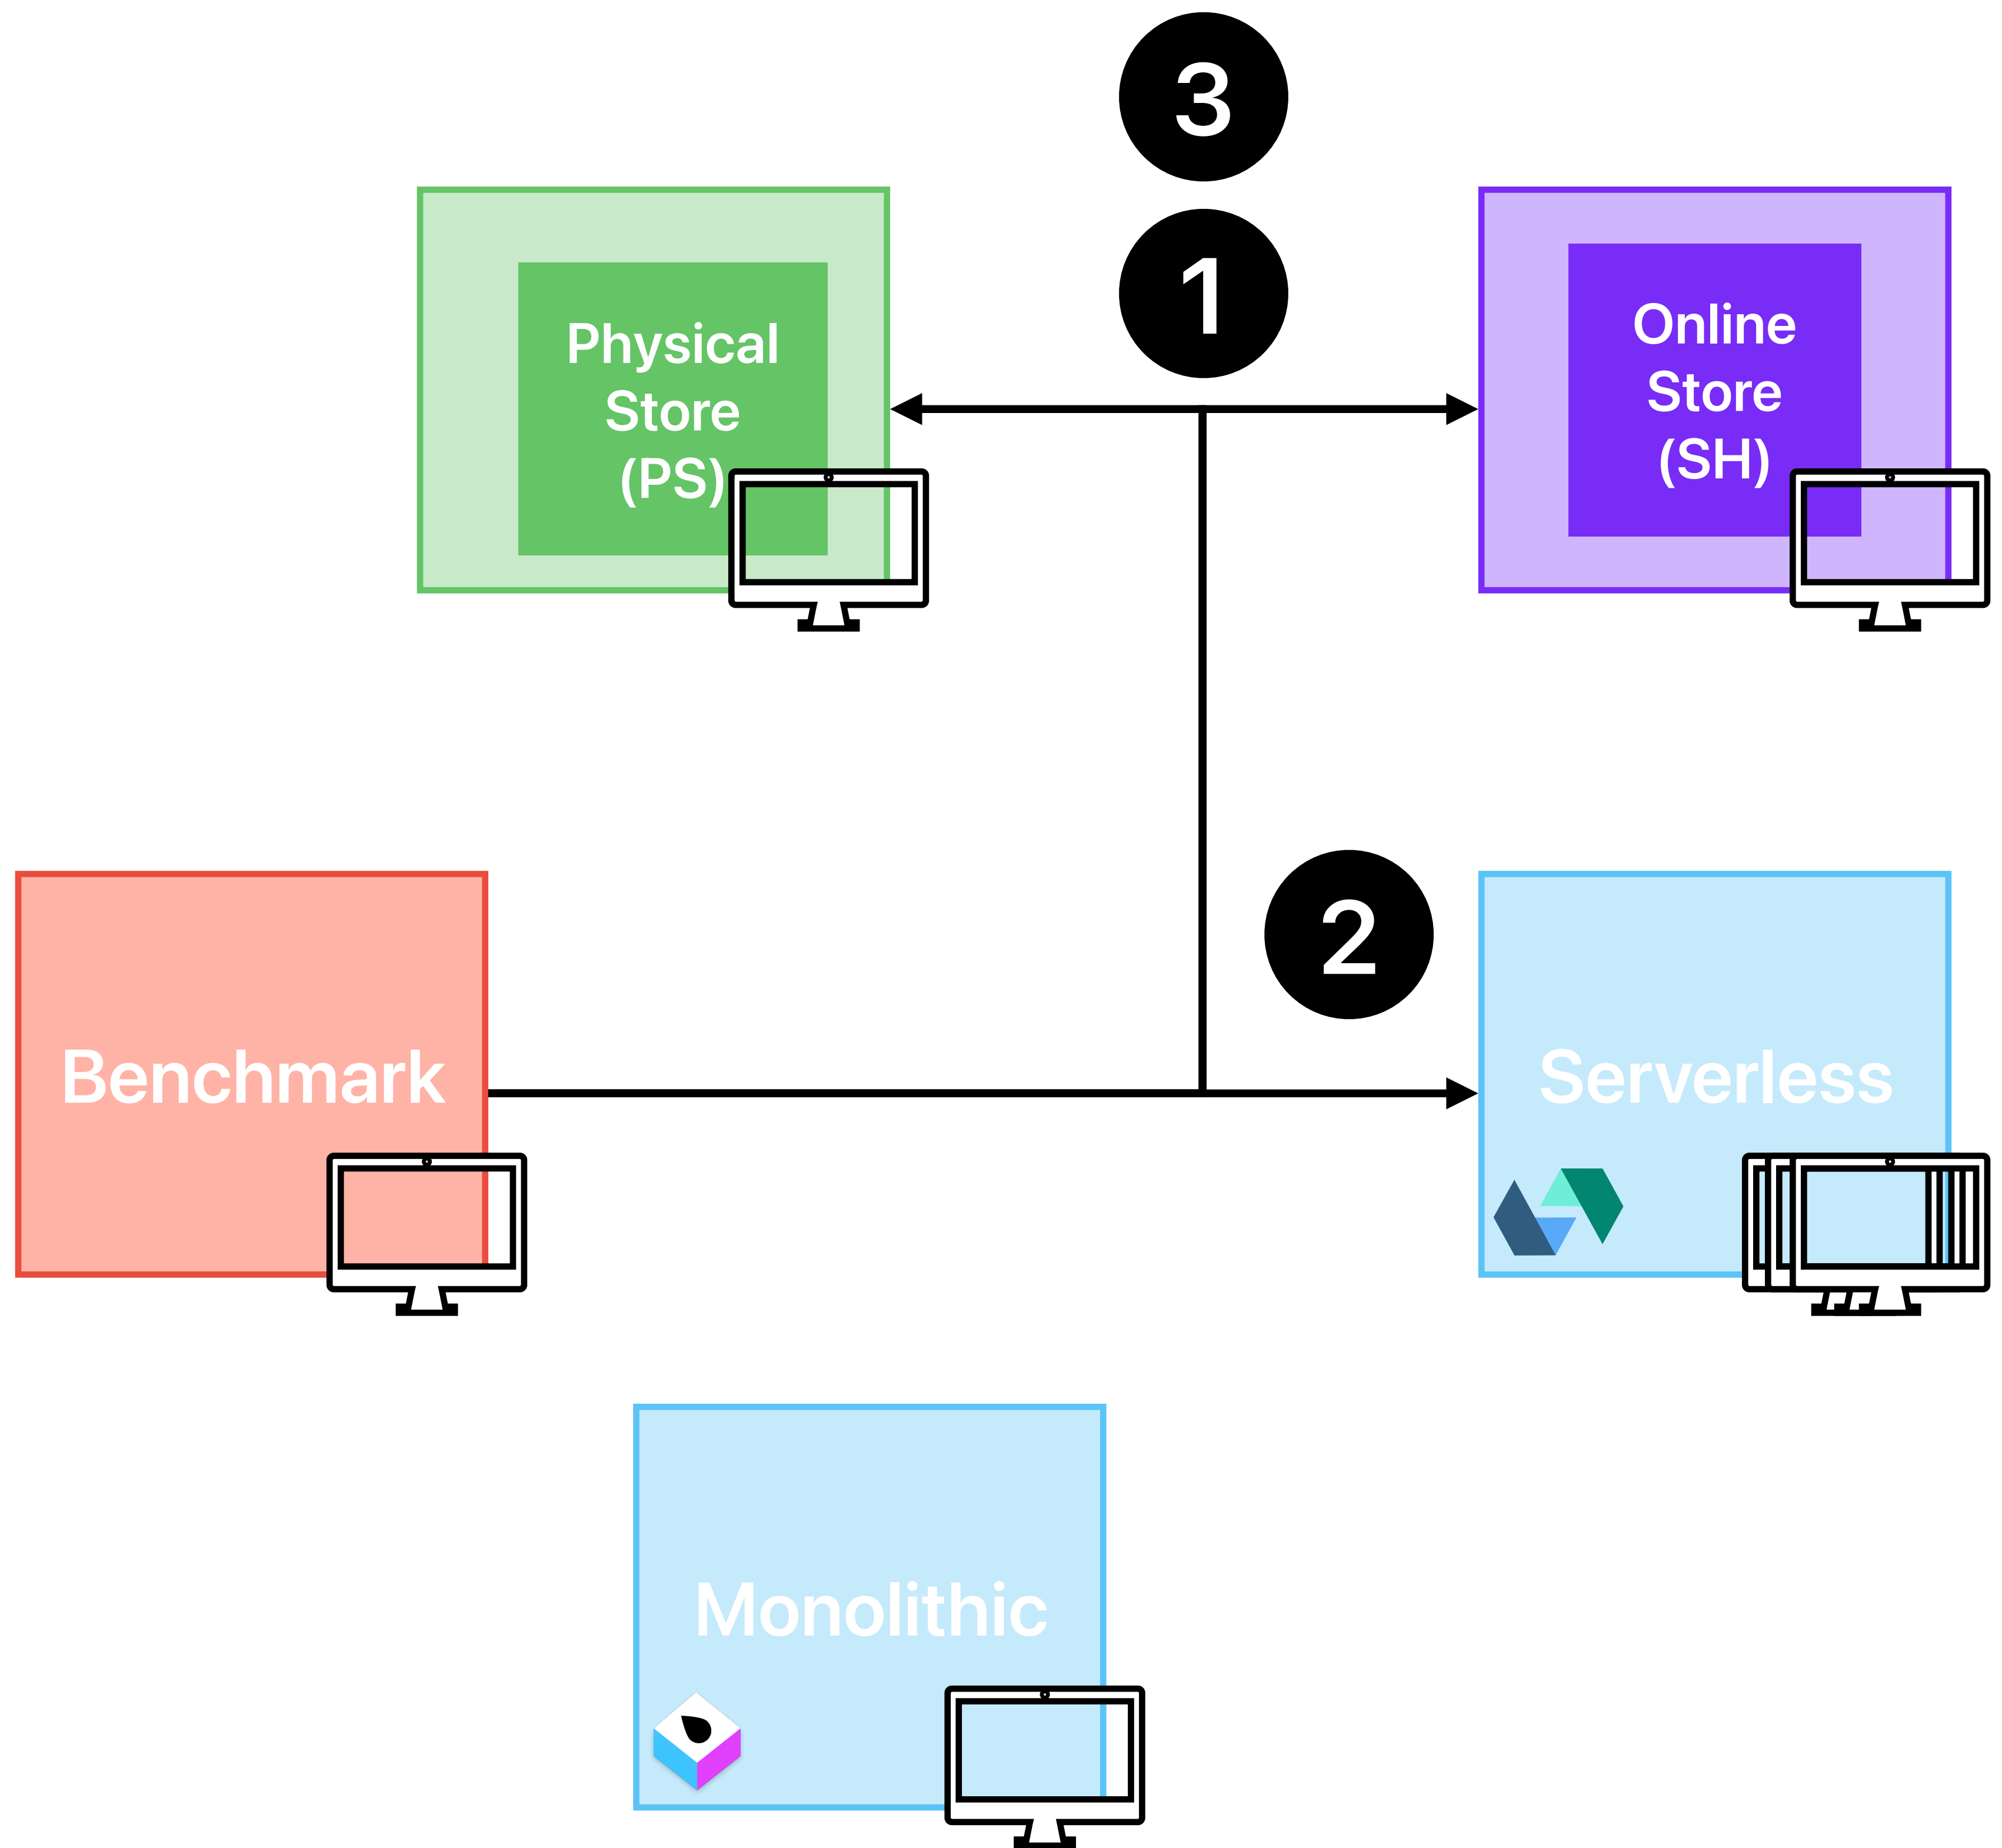 3
1
Physical
Store
(PS)
Online
Store
(SH)
2
Benchmark
Serverless
Monolithic